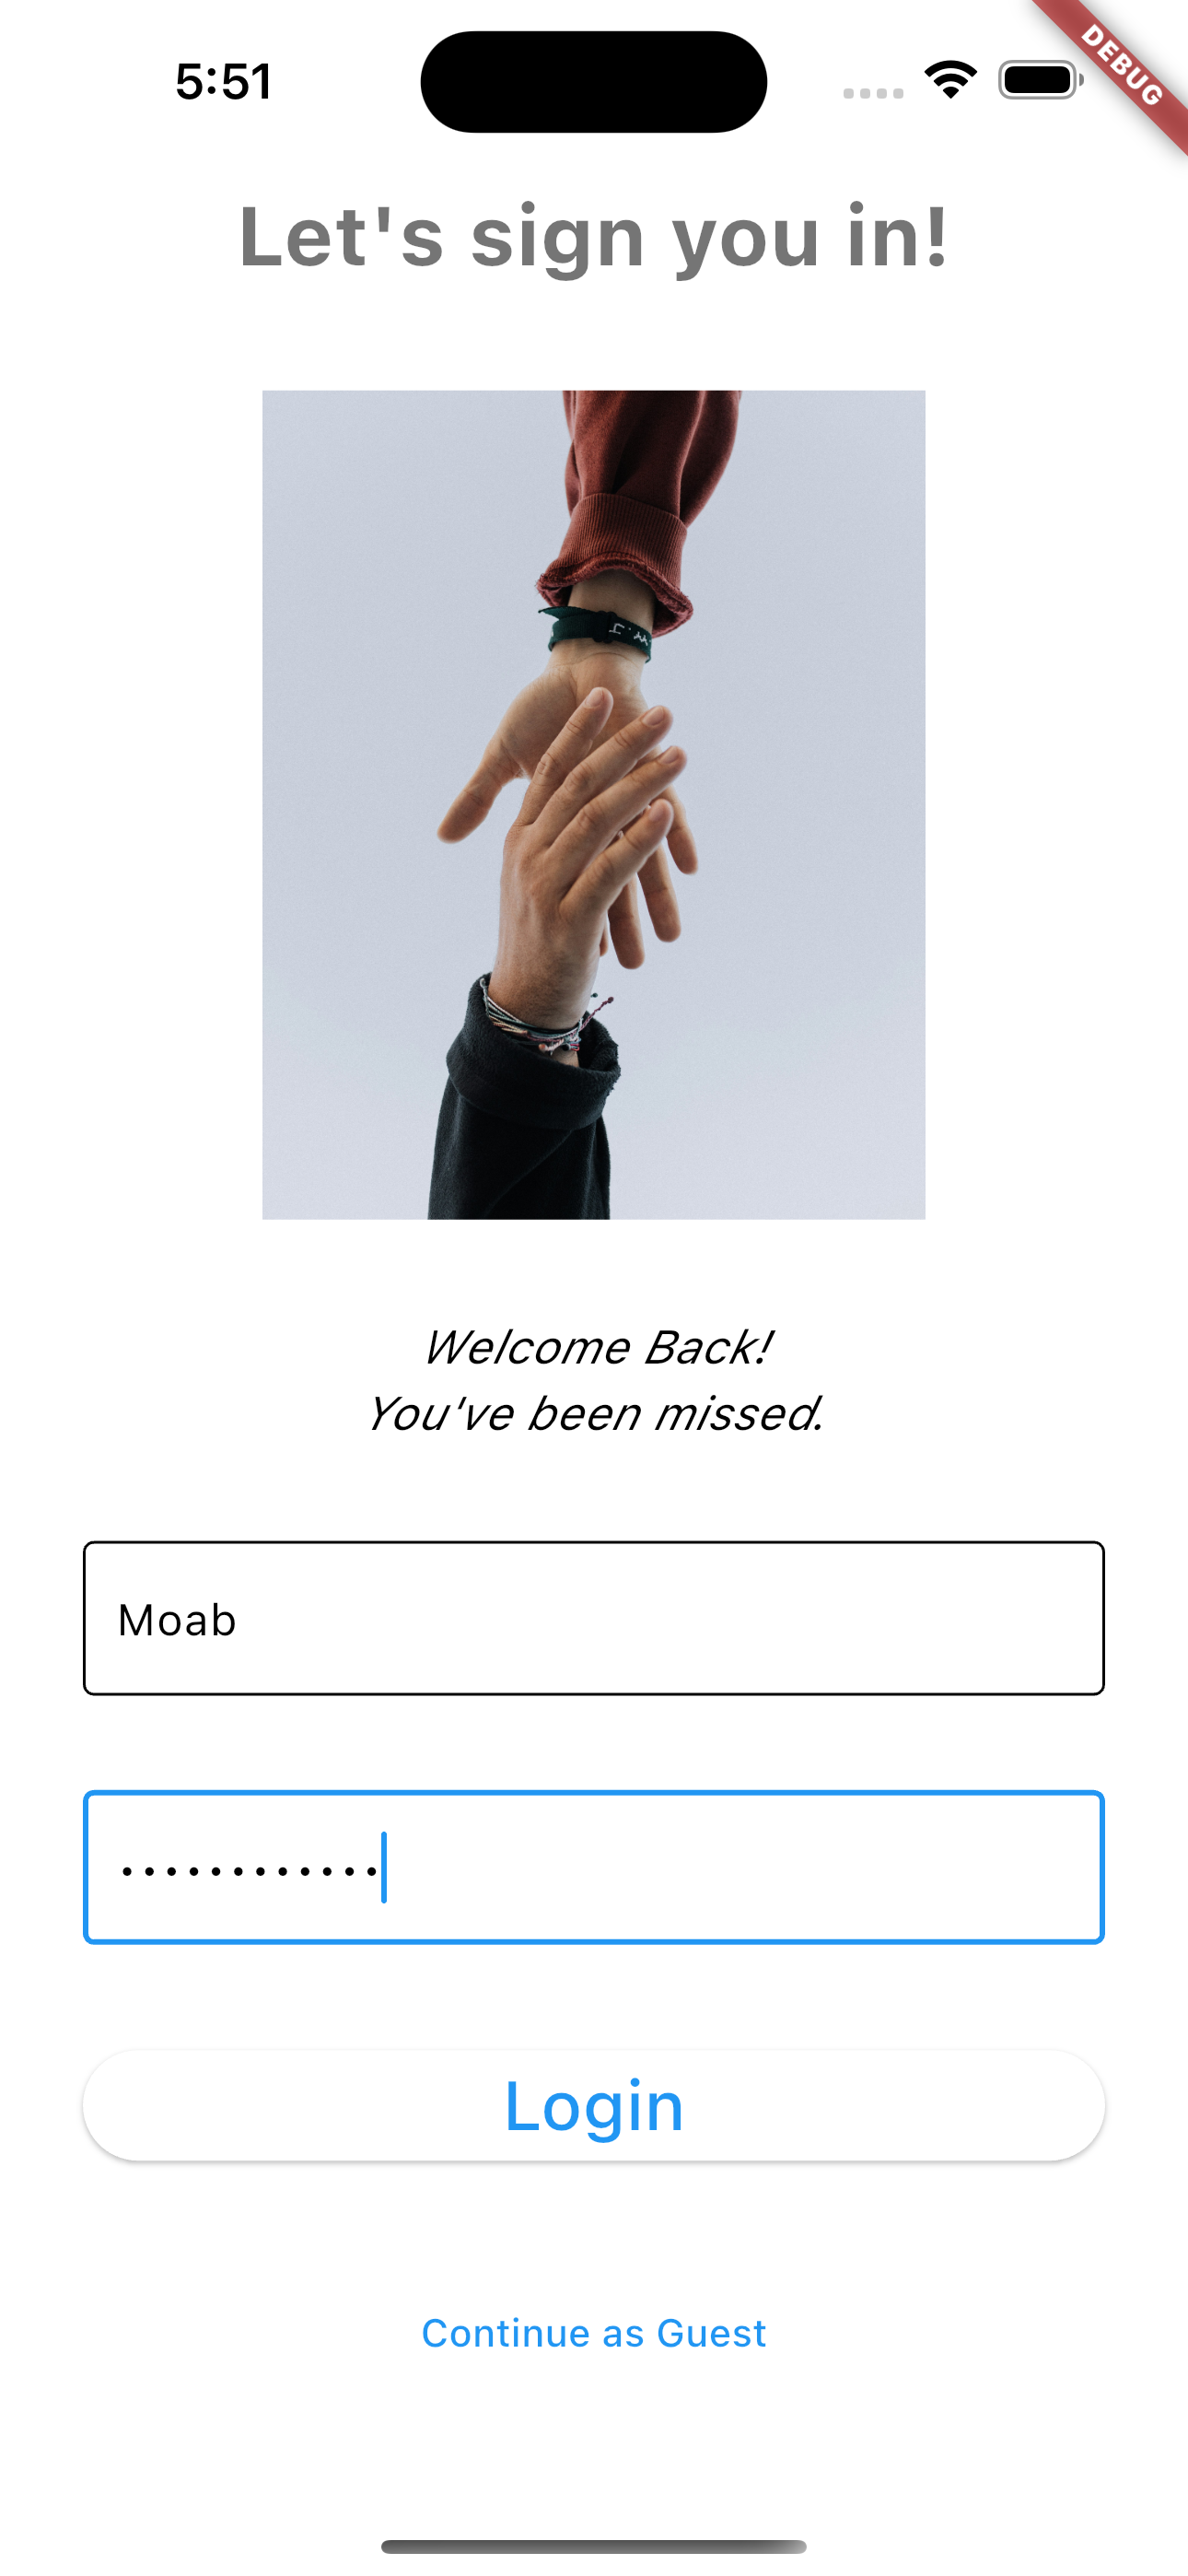 5:51
DEBUG
Let's sign you in!
Welcome Back!
You've been missed.
Moab
••••••••••••
Login
Continue as Guest